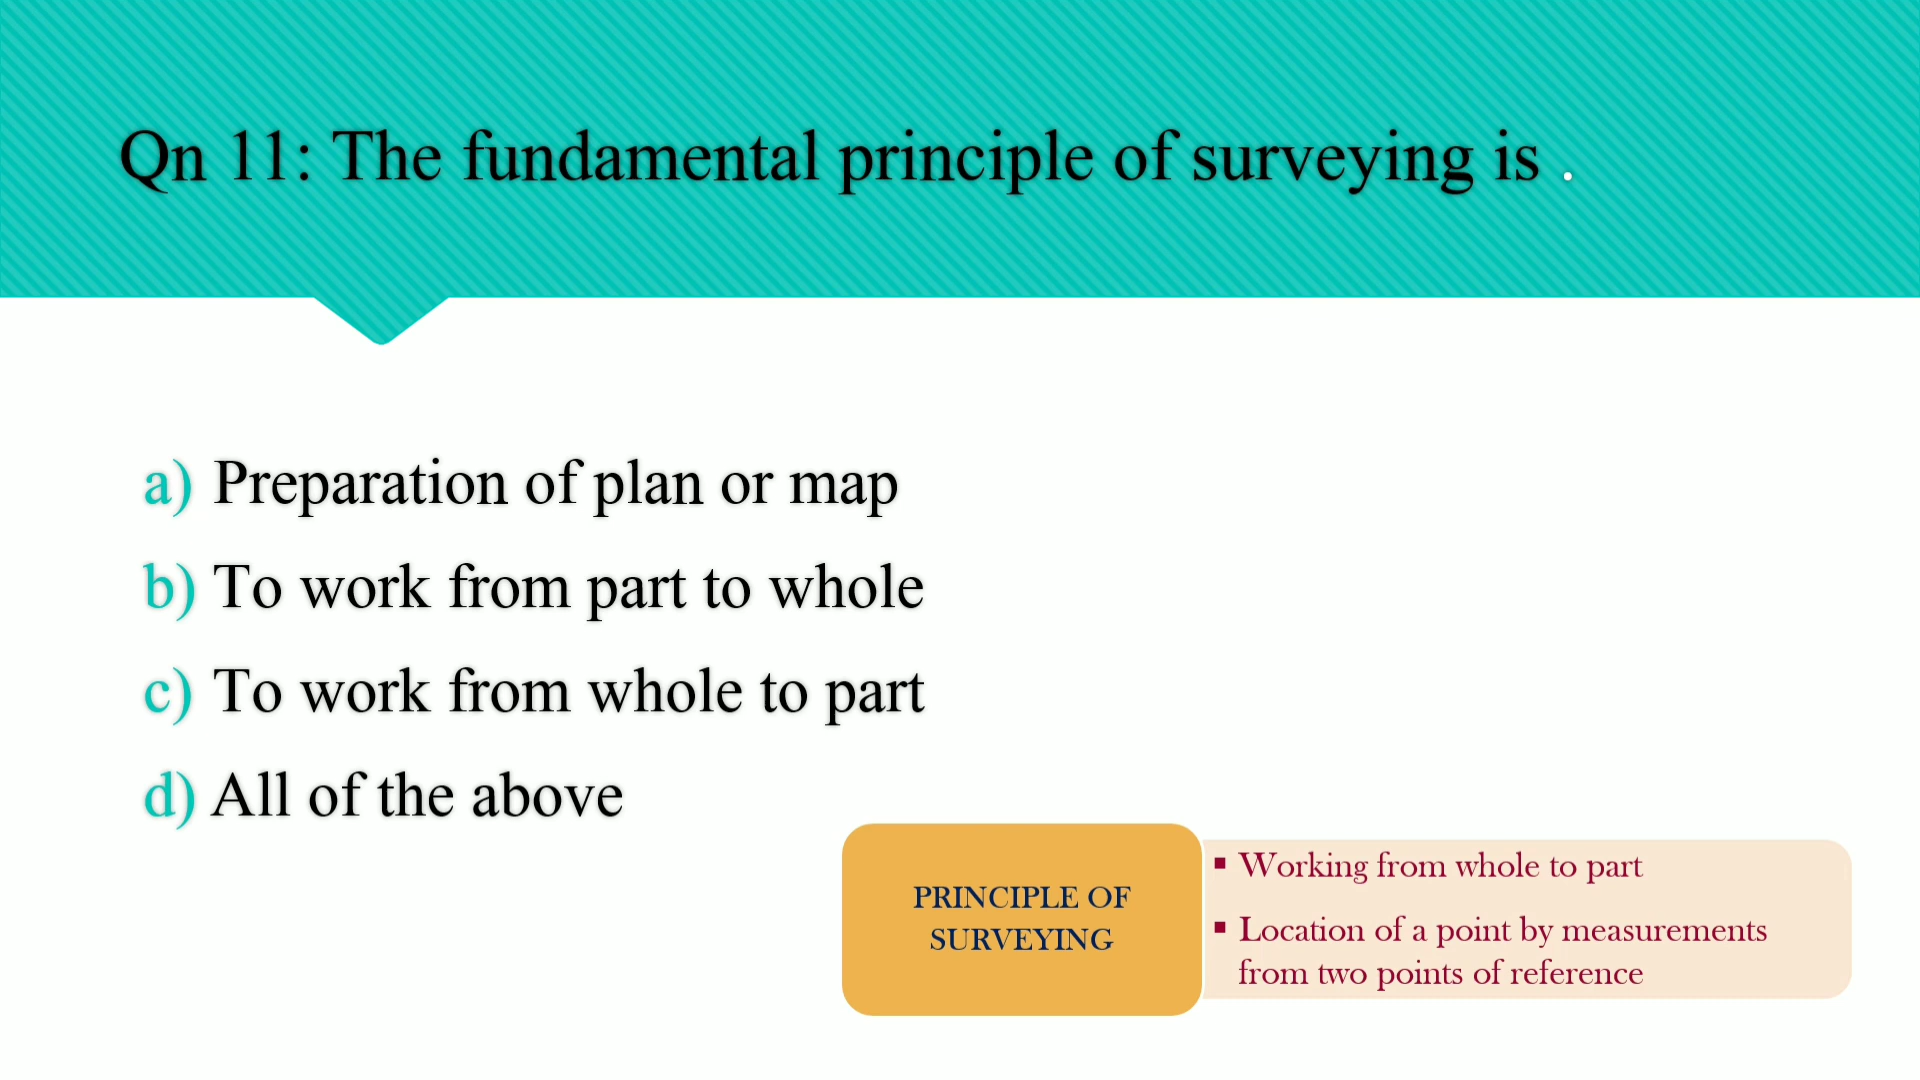 Qn 11: The fundamental principle of surveying is .
a) Preparation of plan or map
b) To work from part to whole
c) To work from whole to part
d) All of the above
PRINCIPLE OF
SURVEYING
▪ Working from whole to part
▪ Location of a point by measurements
from two points of reference